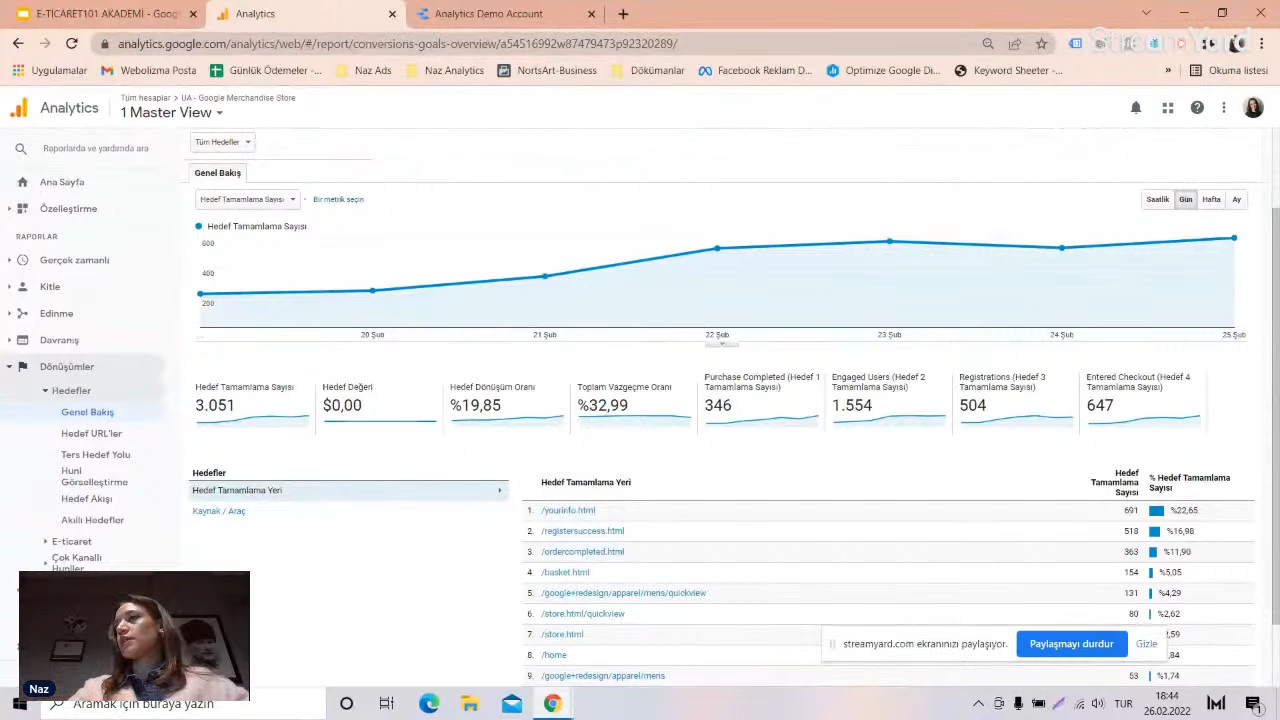 E-TİCARET101 AKADEMİ - Goog
Analytics
Analytics Demo Account
analytics.google.com/analytics/web/#/report/conversions-goals-overview/a54516992w87479473p92320289/
Uygulamar
Webolizma Posta
Günlük Ödemeler -...
Naz Ads
Naz Analytics
NortsArt-Business
Dökümanlar
Facebook Reklam D...
Optimize Google Di...
Keyword Sheeter -...
»
Okuma listesi
Analytics
Tüm hesaplar > UA - Google Merchandise Store
1 Master View
Raporlarda ve yardımda ara
Ana Sayfa
Özelleştirme
RAPORLAR
Gerçek zamanlı
Kitle
Edinme
Davranış
Dönüşümler
Hedefler
Genel Bakış
Hedef URL'ler
Ters Hedef Yolu
Huni
Görselleştirme
Hedef Akışı
Akıllı Hedefler
E-ticaret
Çok Kanallı
Huniler
Tüm Hedefler
Genel Bakış
Hedef Tamamlama Sayısı
Bir metrik seçin
Saatlik Gün Hafta Ay
Hedef Tamamlama Sayısı
600
400
200
... 20 Şub 21 Şub 22 Şub 23 Şub 24 Şub 25 Şub
Hedef Tamamlama Sayısı
3.051
Hedef Değeri
$0,00
Hedef Dönüşüm Oranı
%19,85
Toplam Vazgeçme Oranı
%32,99
Purchase Completed (Hedef 1
Tamamlama Sayısı)
346
Engaged Users (Hedef 2
Tamamlama Sayısı)
1.554
Registrations (Hedef 3
Tamamlama Sayısı)
504
Entered Checkout (Hedef 4
Tamamlama Sayısı)
647
Hedefler
Hedef Tamamlama Yeri
Kaynak / Araç
Hedef Tamamlama Yeri
Hedef
Tamamlama
Sayısı
% Hedef Tamamlama
Sayısı
1. /yourinfo.html 691 %22,65
2. /registersuccess.html 518 %16,98
3. /ordercompleted.html 363 %11,90
4. /basket.html 154 %5,05
5. /google+redesign/apparel/mens/quickview 131 %4,29
6. /store.html/quickview 80 %2,62
7. /store.html ,59
8. /home ,84
9. /google+redesign/apparel/mens 53 %1,74
streamyard.com ekranınızı paylaşıyor.
Paylaşmayı durdur
Gizle
Naz
Aramak için buraya yazın
TUR
18:44
26.02.2022
1